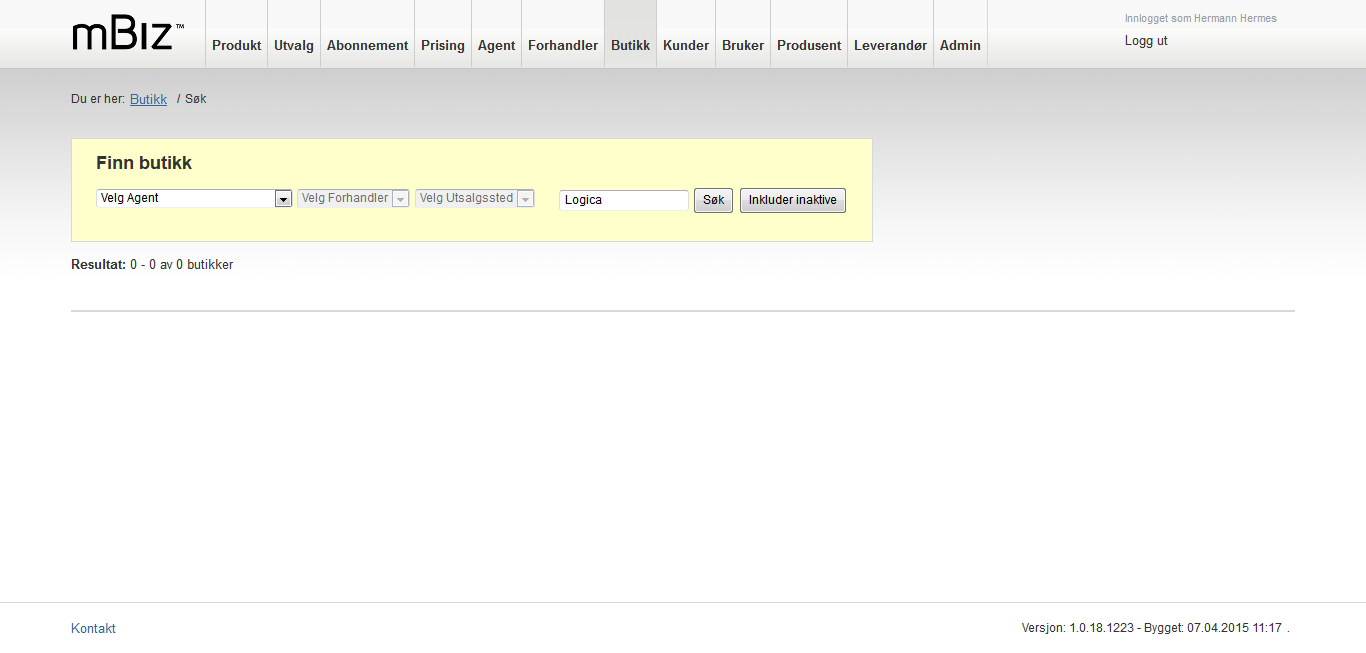 mBiz™
Produkt Utvalg Abonnement Prising Agent Forhandler Butikk Kunder Bruker Produsent Leverandør Admin
Innlogget som Hermann Hermes
Logg ut
Du er her: Butikk / Søk
Finn butikk
Velg Agent Velg Forhandler Velg Utsalgssted Logica Søk Inkluder inaktive
Resultat: 0 - 0 av 0 butikker
Kontakt
Versjon: 1.0.18.1223 - Bygget: 07.04.2015 11:17 .